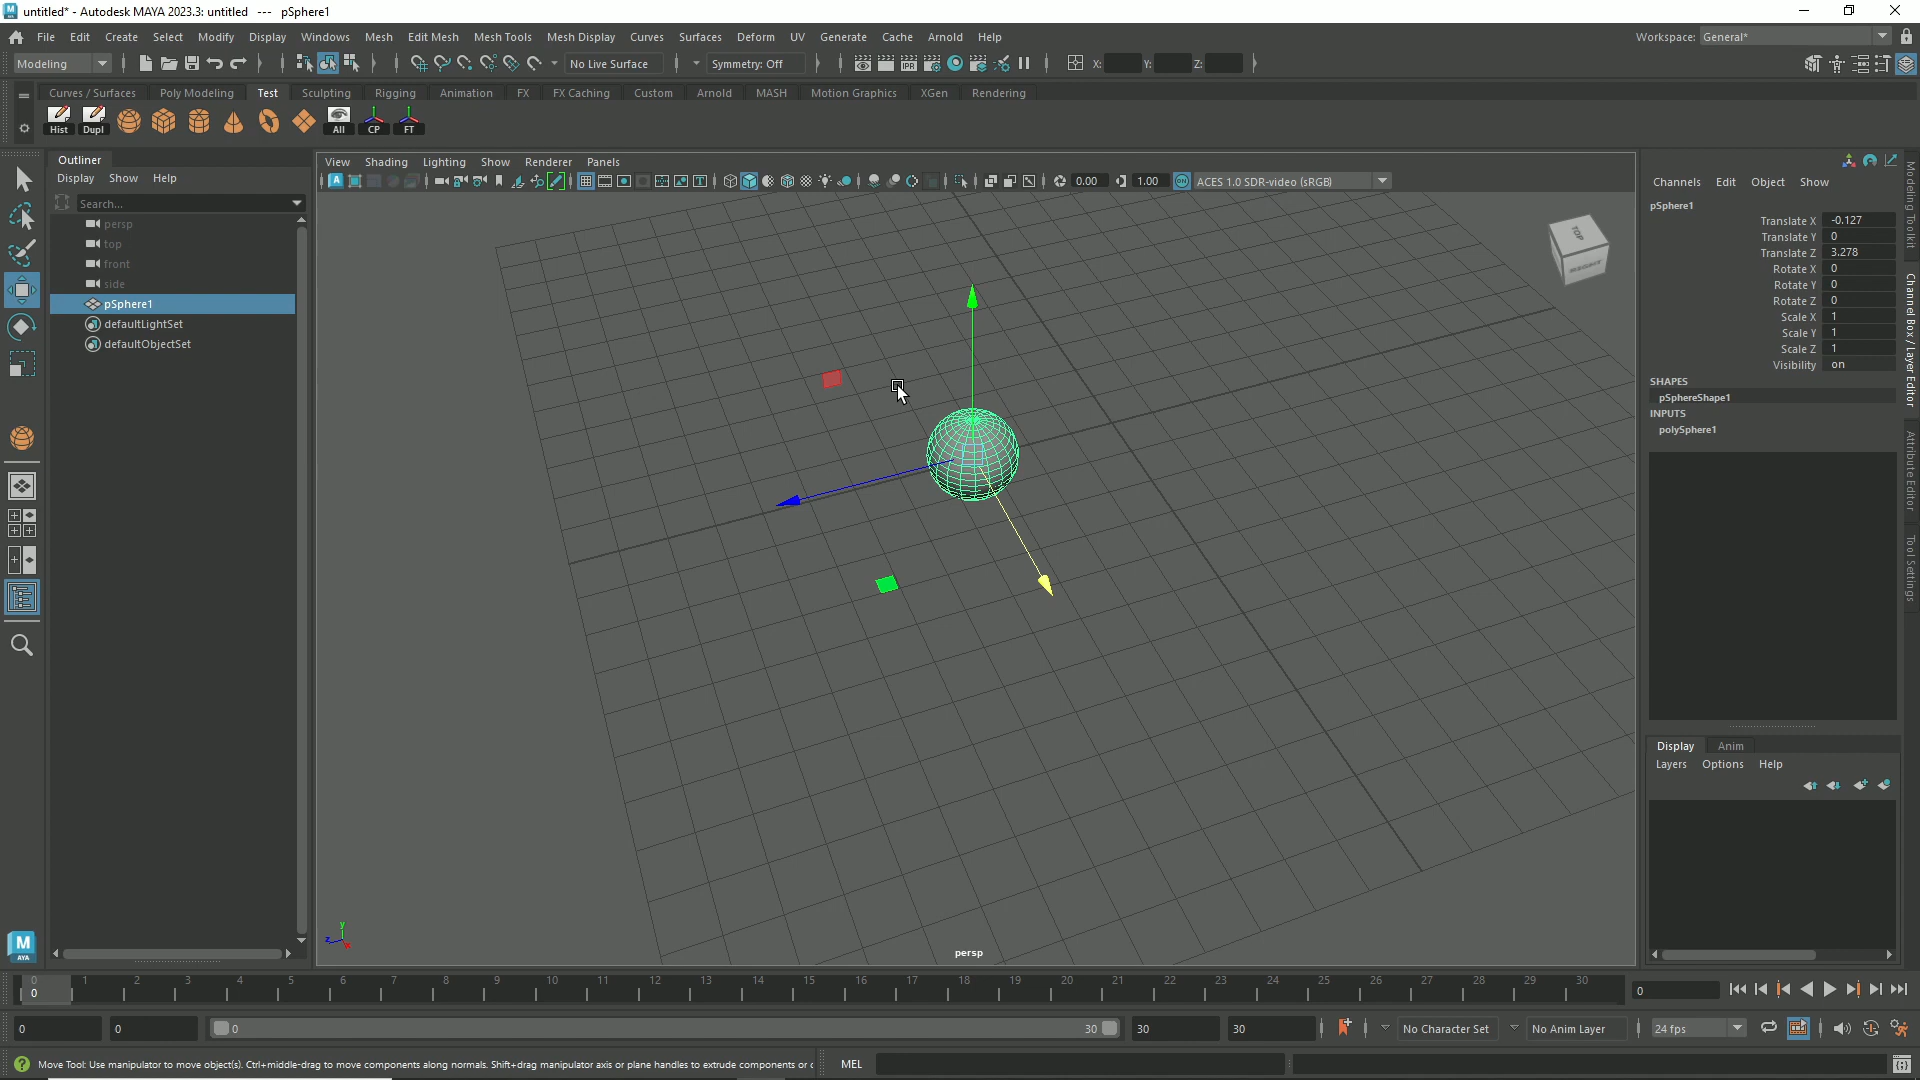 untitled* - Autodesk MAYA 2023.3: untitled --- pSphere1
File Edit Create Select Modify Display Windows Mesh Edit Mesh Mesh Tools Mesh Display Curves Surfaces Deform UV Generate Cache Arnold Help
Workspace: General*
Modeling
No Live Surface
Symmetry: Off
IPR
X: Y: Z:
Curves / Surfaces Poly Modeling Test Sculpting Rigging Animation FX FX Caching Custom Arnold MASH Motion Graphics XGen Rendering
Hist Dupl All CP FT
Outliner
Display Show Help
Search...
persp
top
front
side
pSphere1
defaultLightSet
defaultObjectSet
View Shading Lighting Show Renderer Panels
0.00 1.00 ON ACES 1.0 SDR-video (sRGB)
TOP
RIGHT
y
z
x
persp
Channels Edit Object Show
pSphere1
Translate X -0.127
Translate Y 0
Translate Z 3.278
Rotate X 0
Rotate Y 0
Rotate Z 0
Scale X 1
Scale Y 1
Scale Z 1
Visibility on
SHAPES
pSphereShape1
INPUTS
polySphere1
Modeling Toolkit
Channel Box / Layer Editor
Attribute Editor
Tool Settings
Display Anim
Layers Options Help
M
AYA
0 1 2 3 4 5 6 7 8 9 10 11 12 13 14 15 16 17 18 19 20 21 22 23 24 25 26 27 28 29 30
0
0
0 0 0 30 30 30 No Character Set No Anim Layer 24 fps
Move Tool: Use manipulator to move object(s). Ctrl+middle-drag to move components along normals. Shift+drag manipulator axis or plane handles to extrude components or c
MEL